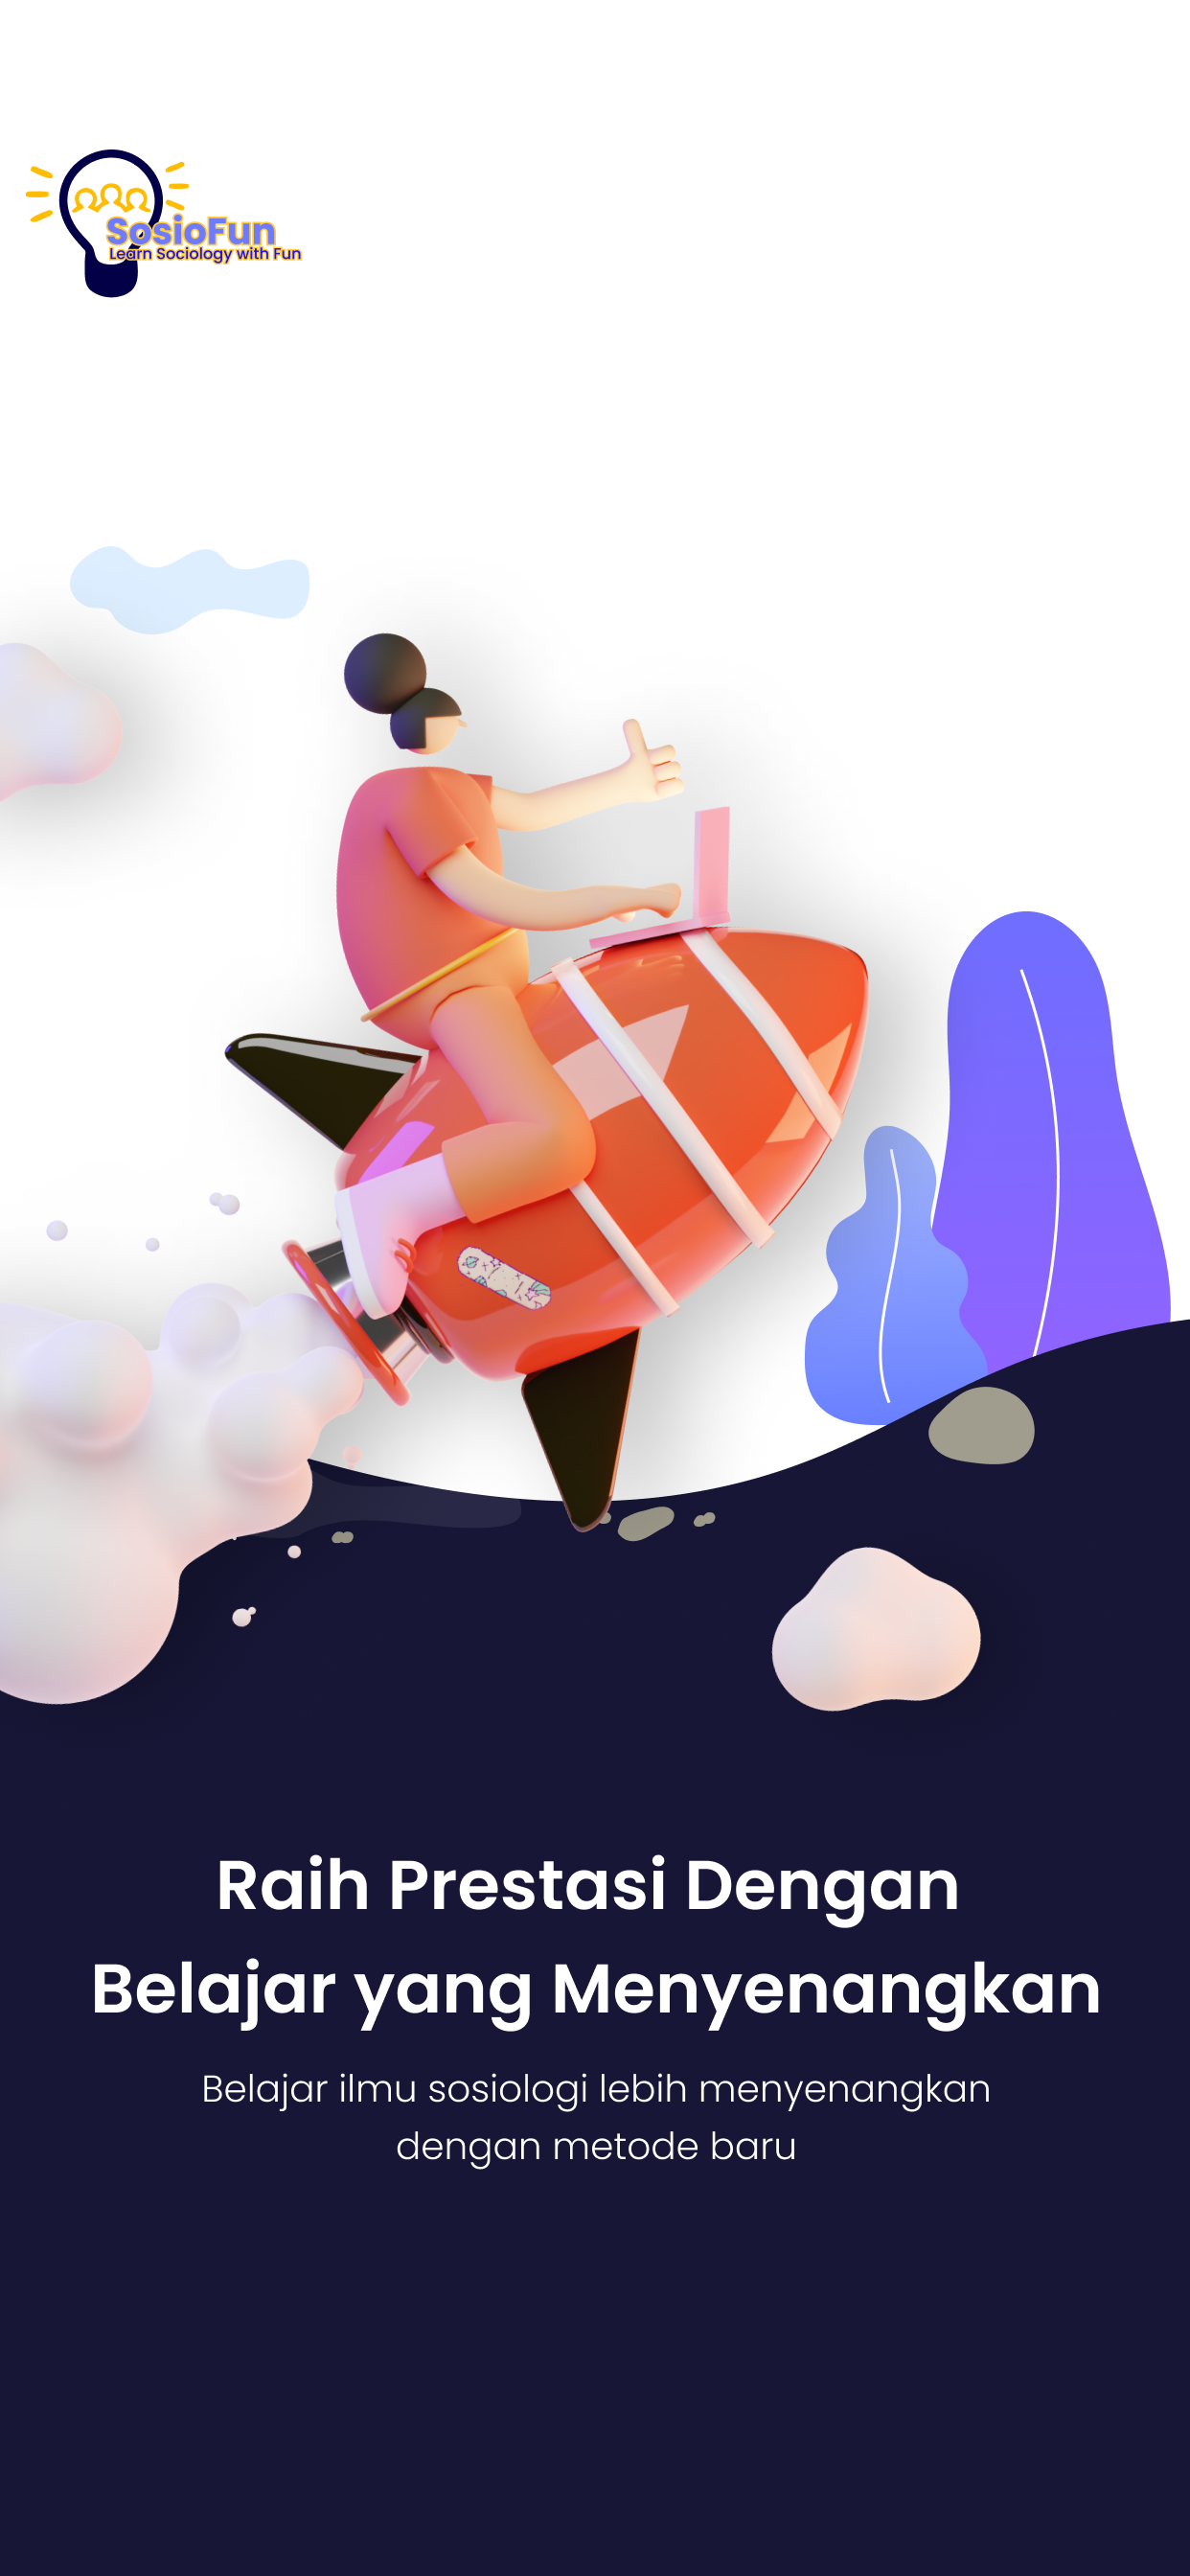 SosioFun
Learn Sociology with Fun
Raih Prestasi Dengan
Belajar yang Menyenangkan
Belajar ilmu sosiologi lebih menyenangkan
dengan metode baru